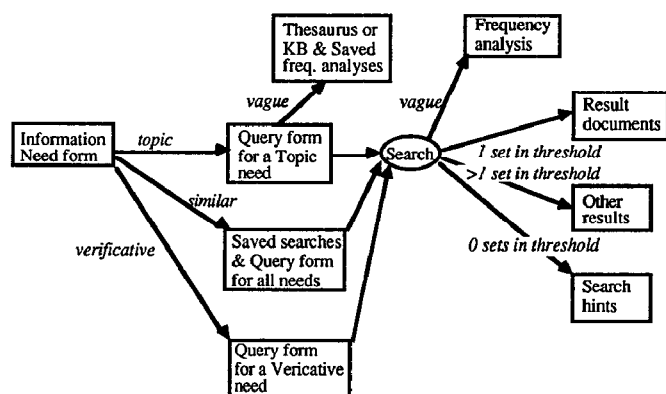 Thesaurus or
KB & Saved
freq. analyses
Frequency
analysis
vague
vague
Result
documents
Information
Need form
topic
Query form
for a Topic
need
Search
1 set in threshold
>1 set in threshold
similar
Other
results
verificative
Saved searches
& Query form
for all needs
0 sets in threshold
Search
hints
Query form
for a Vericative
need